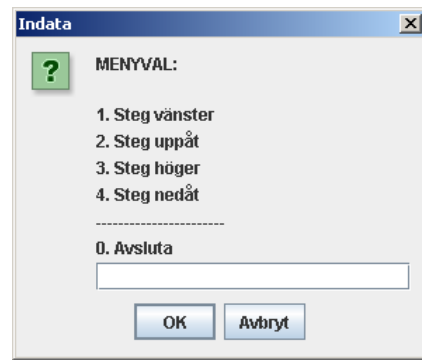 Indata
?
MENYVAL:
1. Steg vänster
2. Steg uppåt
3. Steg höger
4. Steg nedåt
-----------------------
0. Avsluta
OK Avbryt